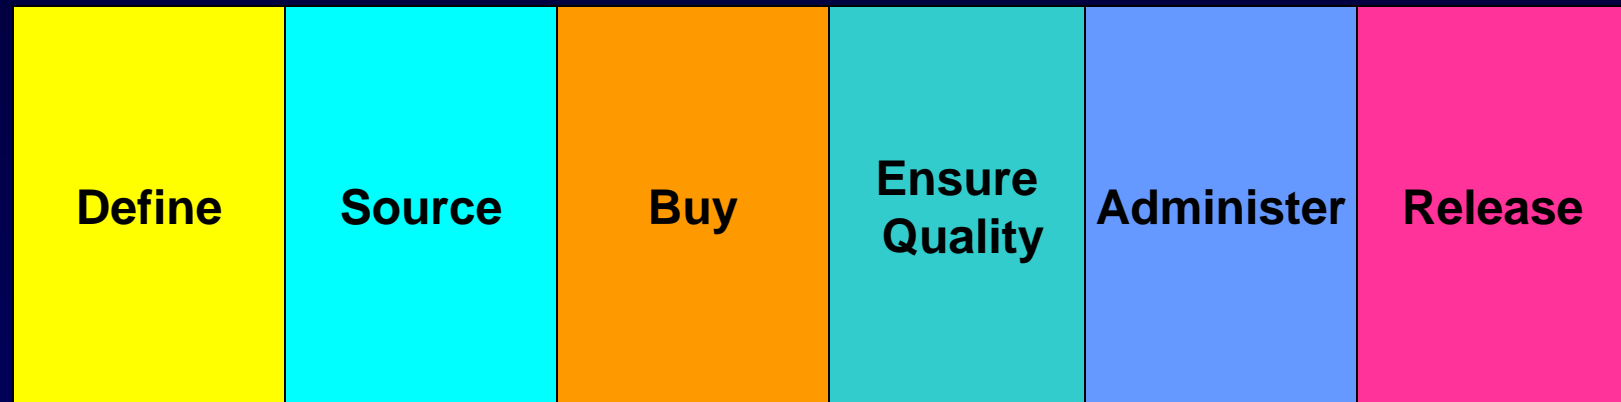 Define
Source
Buy
Ensure
Quality
Administer
Release